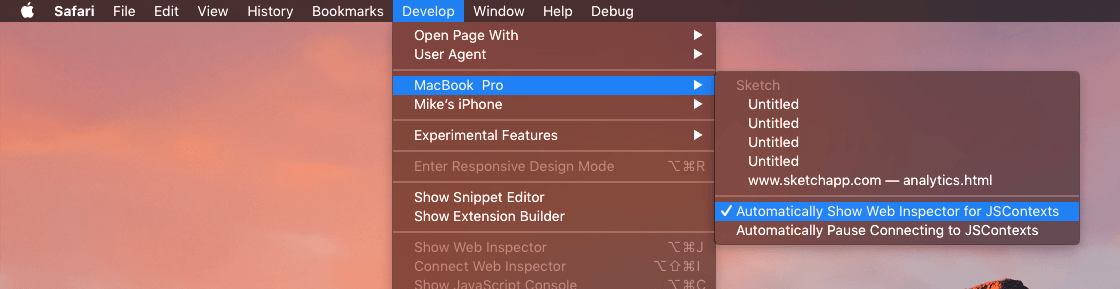 Safari File Edit View History Bookmarks Develop Window Help Debug
Open Page With ▶
User Agent ▶
MacBook Pro ▶
Mike's iPhone ▶
Experimental Features ▶
Enter Responsive Design Mode ⌥⌘R
Show Snippet Editor
Show Extension Builder
Show Web Inspector ⌥⌘J
Connect Web Inspector ⌥⇧⌘I
Show JavaScript Console ⌥⌘C
Sketch
Untitled
Untitled
Untitled
Untitled
www.sketchapp.com — analytics.html
✓ Automatically Show Web Inspector for JSContexts
Automatically Pause Connecting to JSContexts